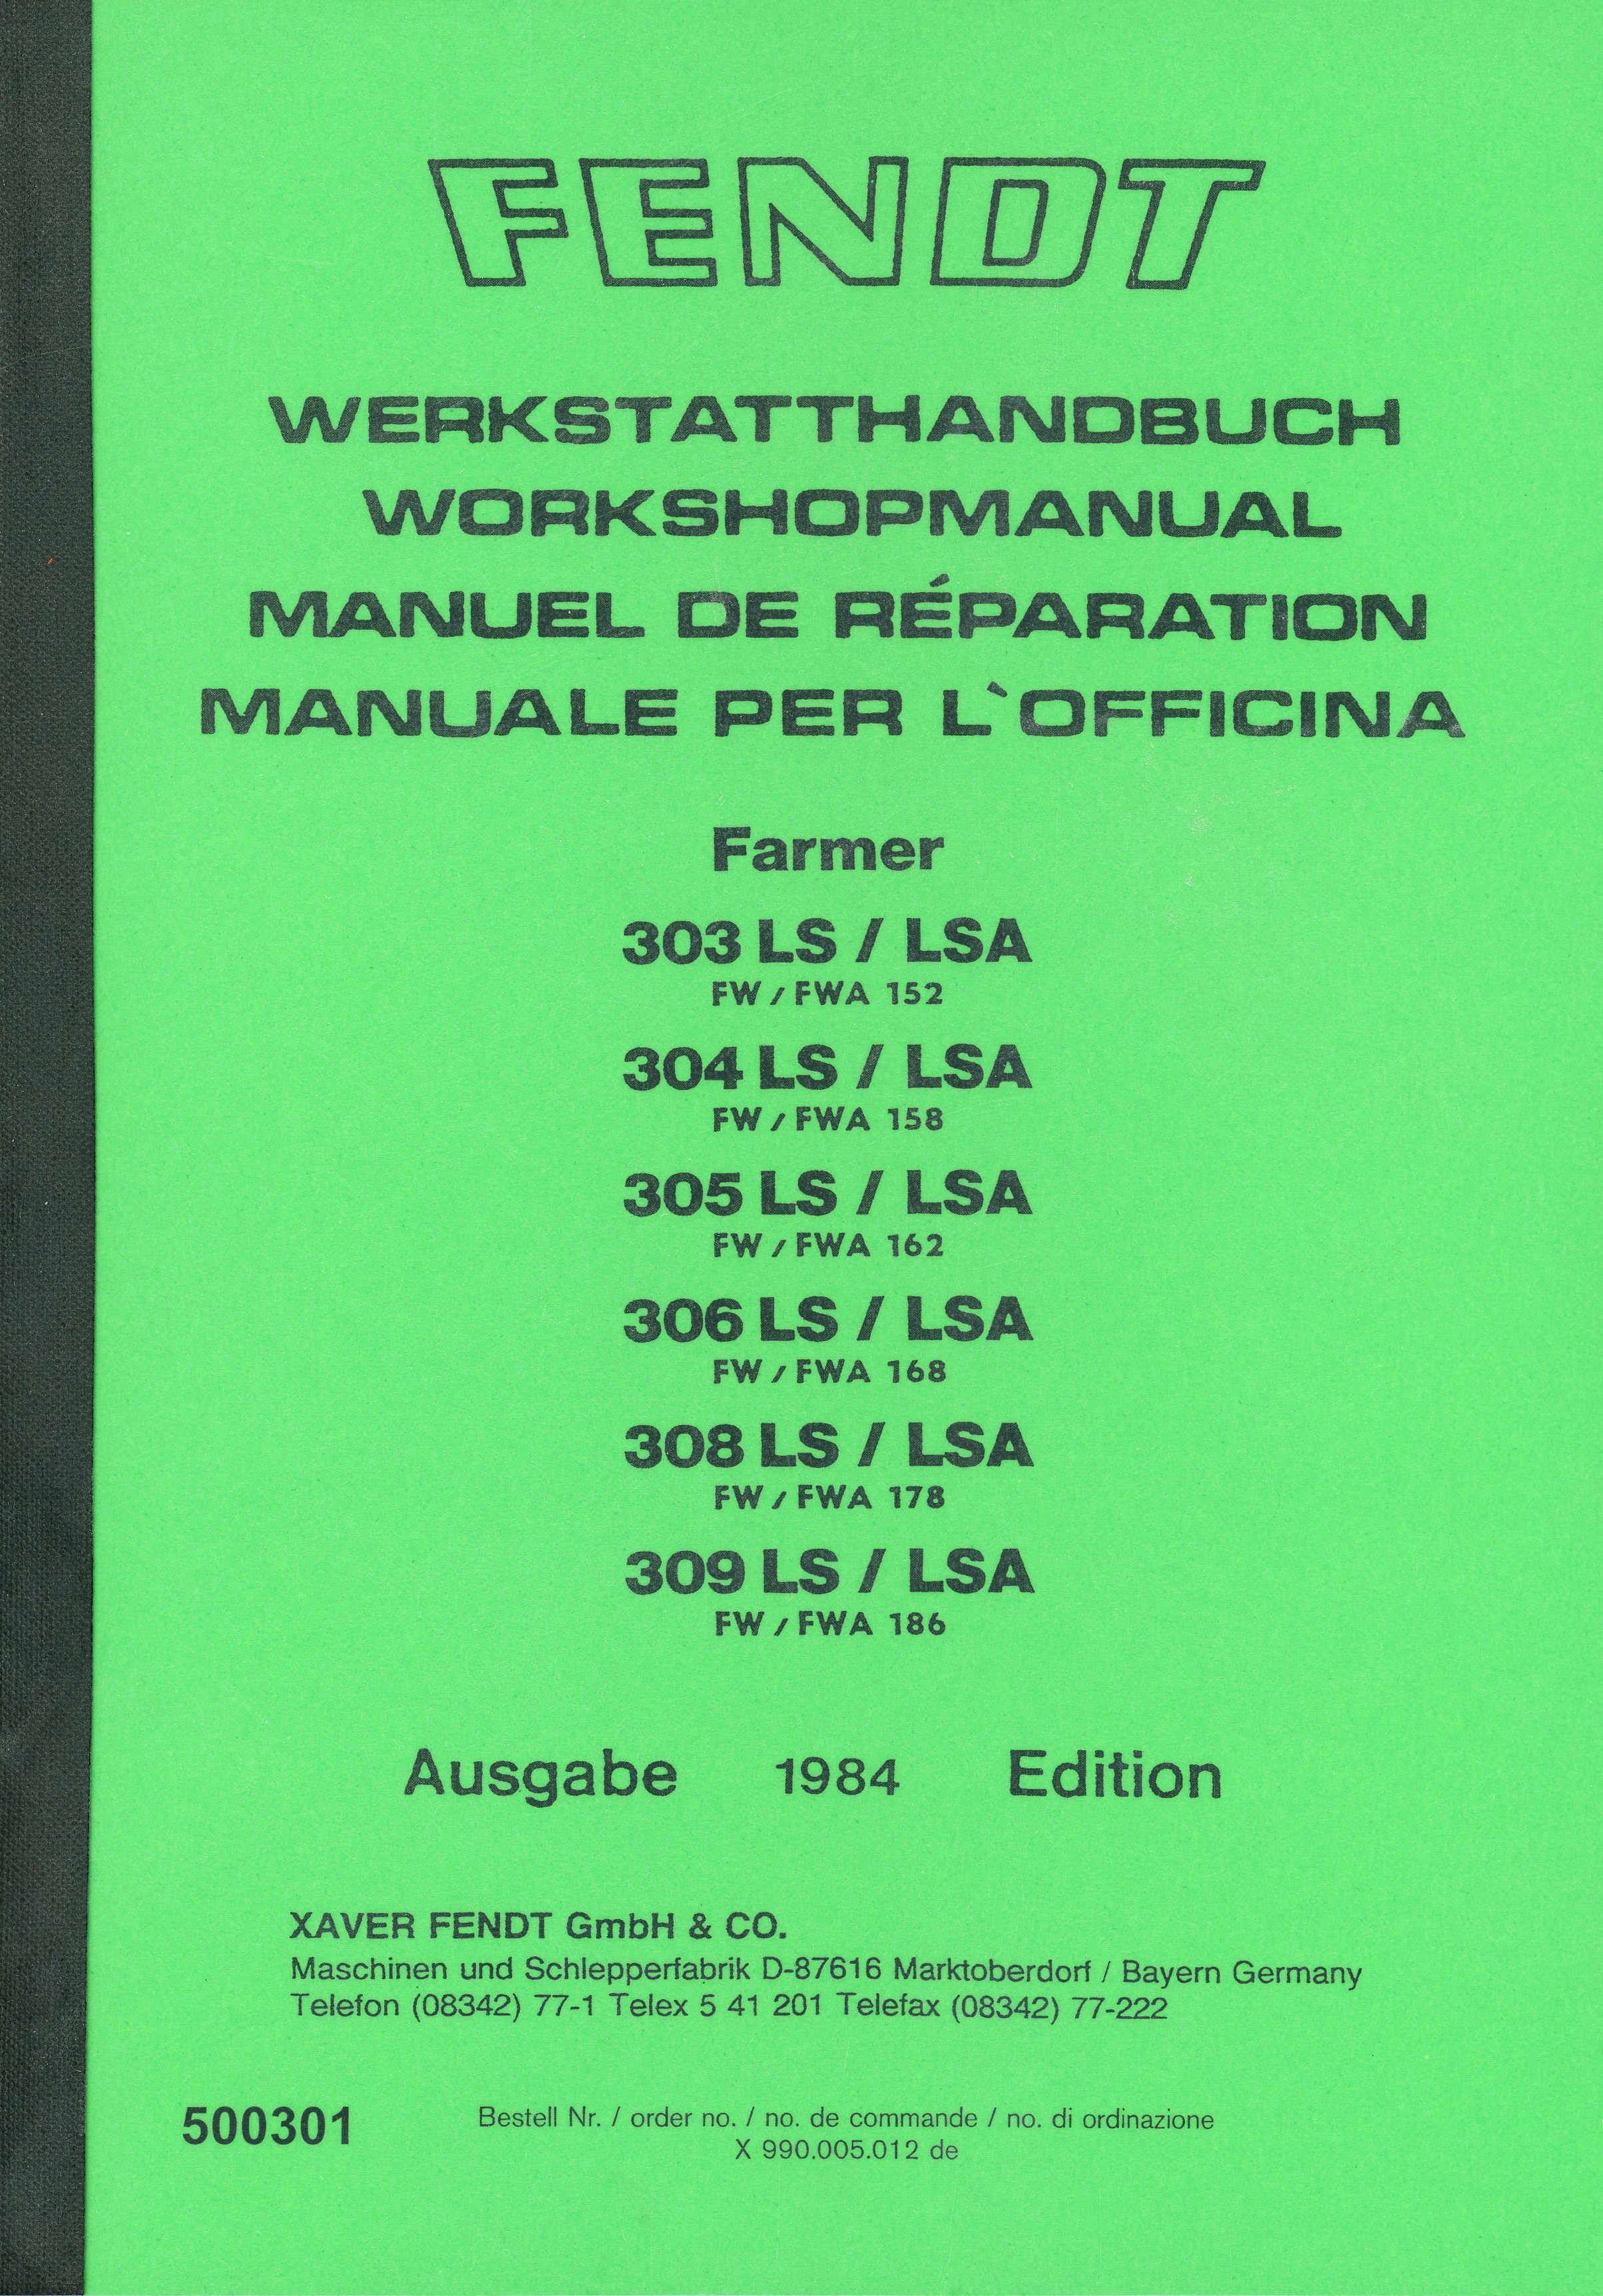 FENDT
WERKSTATTHANDBUCH
WORKSHOPMANUAL
MANUEL DE RÉPARATION
MANUALE PER L`OFFICINA
Farmer
303 LS / LSA
FW / FWA 152
304 LS / LSA
FW / FWA 158
305 LS / LSA
FW / FWA 162
306 LS / LSA
FW / FWA 168
308 LS / LSA
FW / FWA 178
309 LS / LSA
FW / FWA 186
Ausgabe 1984 Edition
XAVER FENDT GmbH & CO.
Maschinen und Schlepperfabrik D-87616 Marktoberdorf / Bayern Germany
Telefon (08342) 77-1 Telex 5 41 201 Telefax (08342) 77-222
500301
Bestell Nr. / order no. / no. de commande / no. di ordinazione
X 990.005.012 de